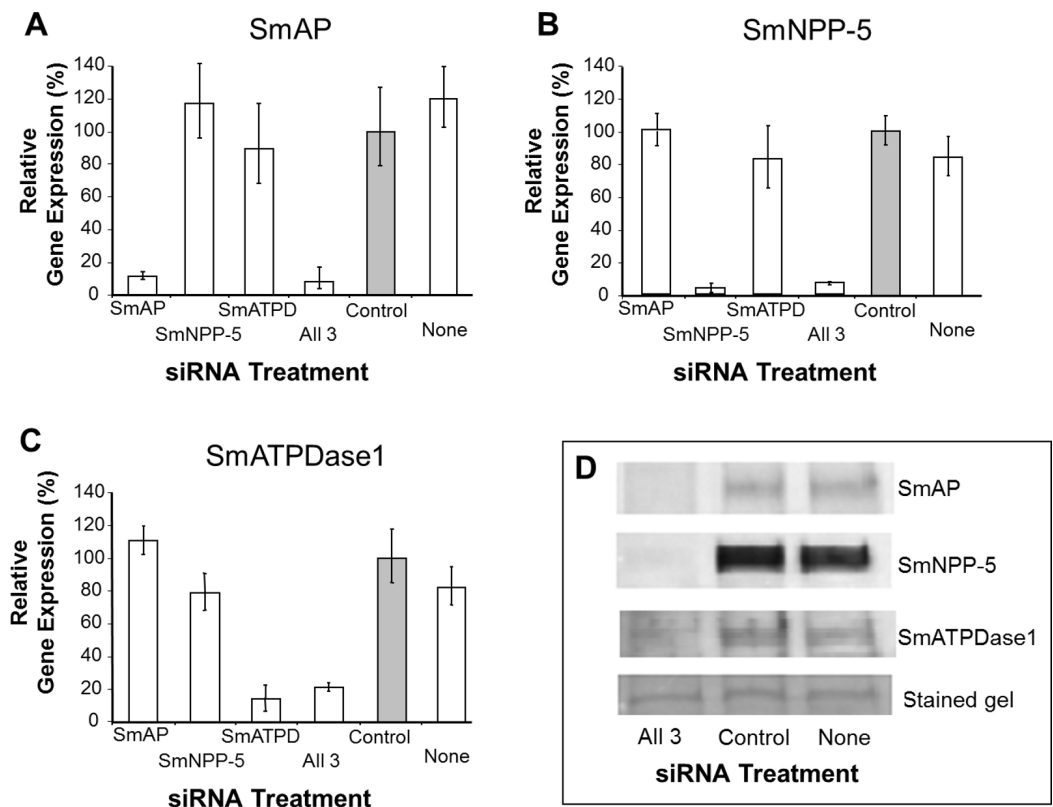 A
SmAP
Relative
Gene Expression (%)
140
120
100
80
60
40
20
0
SmAP
SmATPD
Control
SmNPP-5
All 3
None
siRNA Treatment
B
SmNPP-5
Relative
Gene Expression (%)
140
120
100
80
60
40
20
0
SmAP
SmATPD
Control
SmNPP-5
All 3
None
siRNA Treatment
C
SmATPDase1
Relative
Gene Expression (%)
140
120
100
80
60
40
20
0
SmAP
SmATPD
Control
SmNPP-5
All 3
None
siRNA Treatment
D
SmAP
SmNPP-5
SmATPDase1
Stained gel
All 3
Control
None
siRNA Treatment